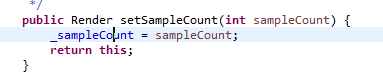 */
public Render setSampleCount(int sampleCount) {
_sampleCount = sampleCount;
return this;
}